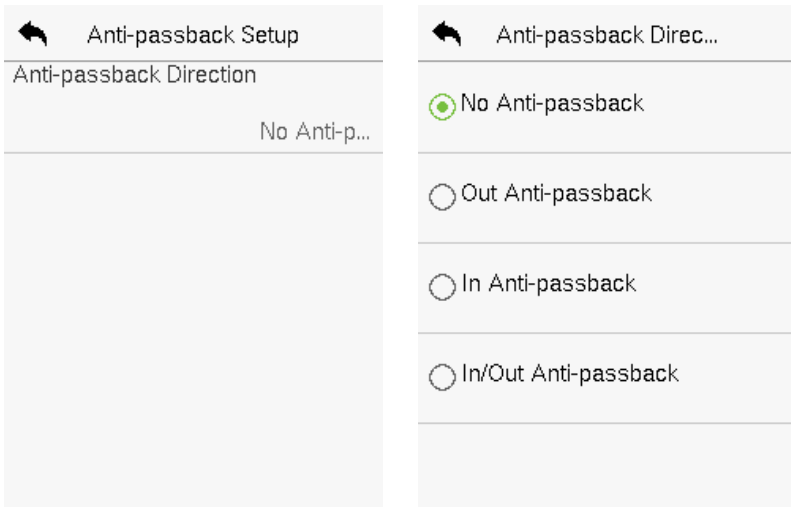 Anti-passback Setup
Anti-passback Direction
No Anti-p...
Anti-passback Direc...
No Anti-passback
Out Anti-passback
In Anti-passback
In/Out Anti-passback